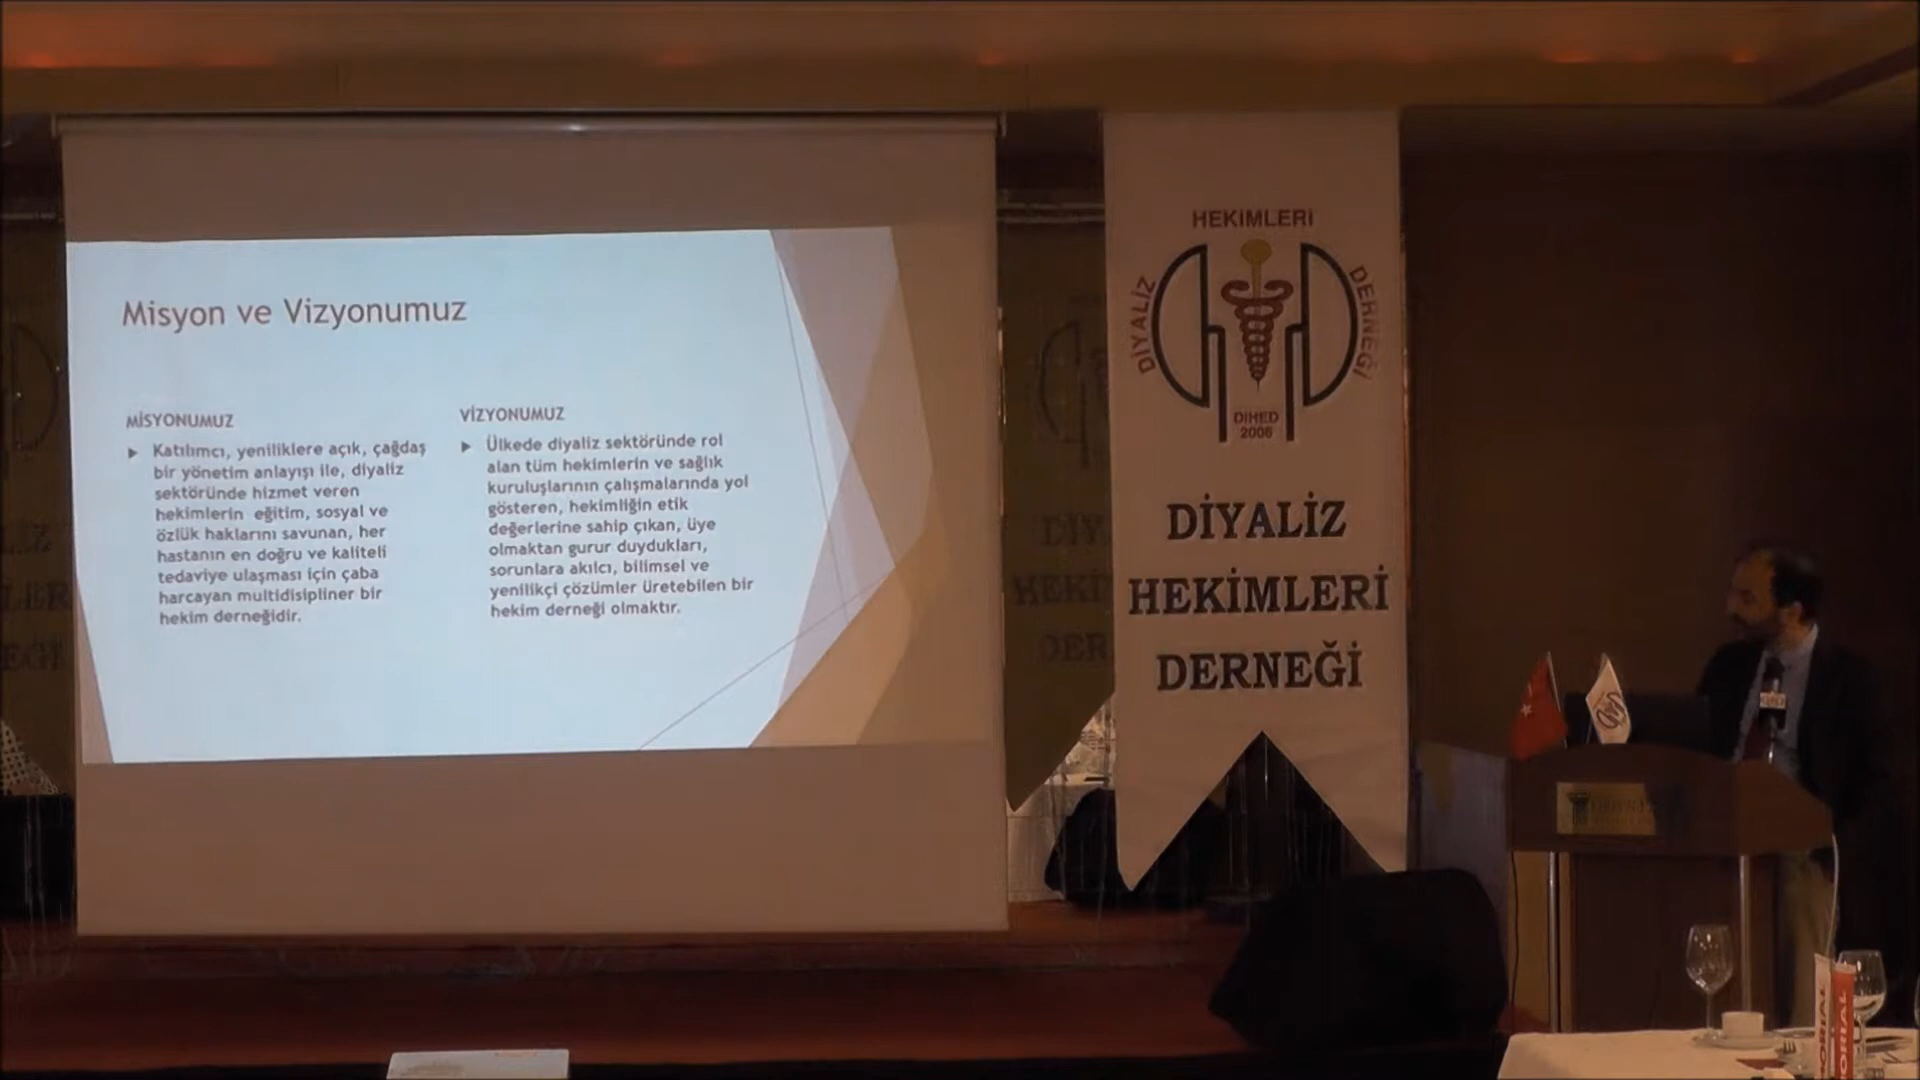 Misyon ve Vizyonumuz
MİSYONUMUZ
Katılımcı, yeniliklere açık, çağdaş
bir yönetim anlayışı ile, diyaliz
sektöründe hizmet veren
hekimlerin eğitim, sosyal ve
özlük haklarını savunan, her
hastanın en doğru ve kaliteli
tedaviye ulaşması için çaba
harcayan multidisipliner bir
hekim derneğidir.
VİZYONUMUZ
Ülkede diyaliz sektöründe rol
alan tüm hekimlerin ve sağlık
kuruluşlarının çalışmalarında yol
gösteren, hekimliğin etik
değerlerine sahip çıkan, üye
olmaktan gurur duydukları,
sorunlara akılcı, bilimsel ve
yenilikçi çözümler üretebilen bir
hekim derneği olmaktır.
DİYALİZ
HEKİMLERİ
DERNEĞİ
DİHED
2006
DİYALİZ
HEKİMLERİ
DERNEĞİ